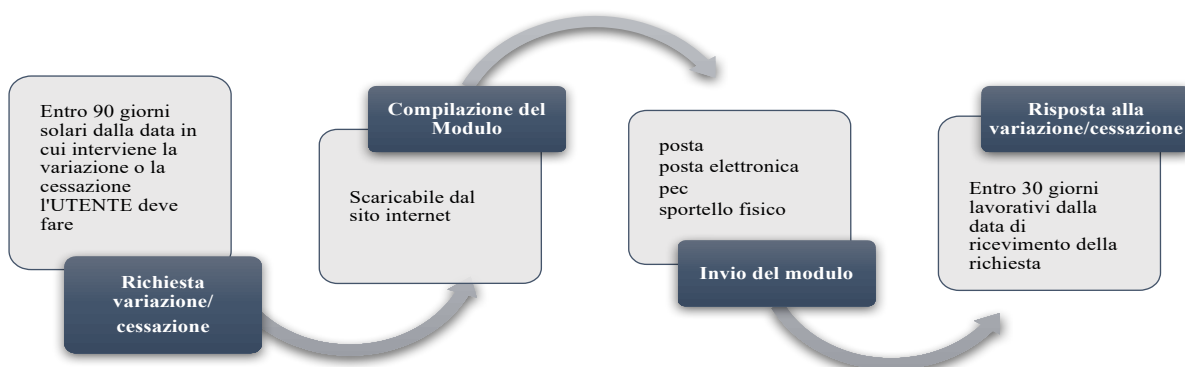 Entro 90 giorni
solari dalla data in
cui interviene la
variazione o la
cessazione
l'UTENTE deve
fare
Richiesta
variazione/
cessazione
Compilazione del
Modulo
Scaricabile dal
sito internet
posta
posta elettronica
pec
sportello fisico
Invio del modulo
Risposta alla
variazione/cessazione
Entro 30 giorni
lavorativi dalla
data di
ricevimento della
richiesta